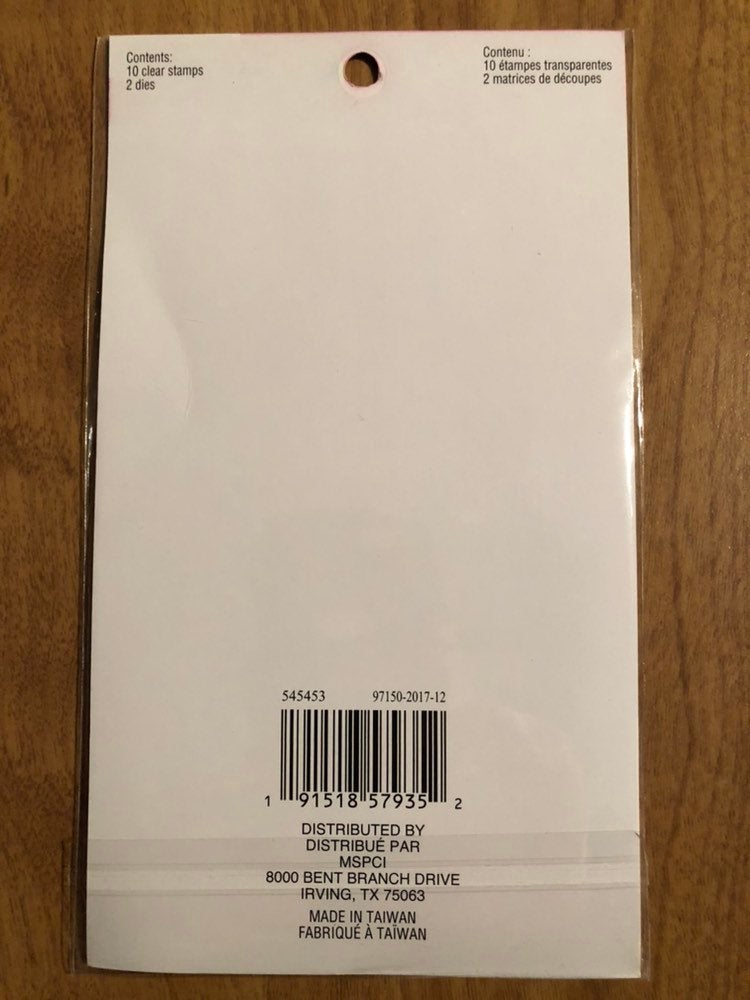 Contents:
10 clear stamps
2 dies
Contenu :
10 étampes transparentes
2 matrices de découpes
545453 97150-2017-12
1 91518 57935 2
DISTRIBUTED BY
DISTRIBUÉ PAR
MSPCI
8000 BENT BRANCH DRIVE
IRVING, TX 75063
MADE IN TAIWAN
FABRIQUÉ À TAÏWAN